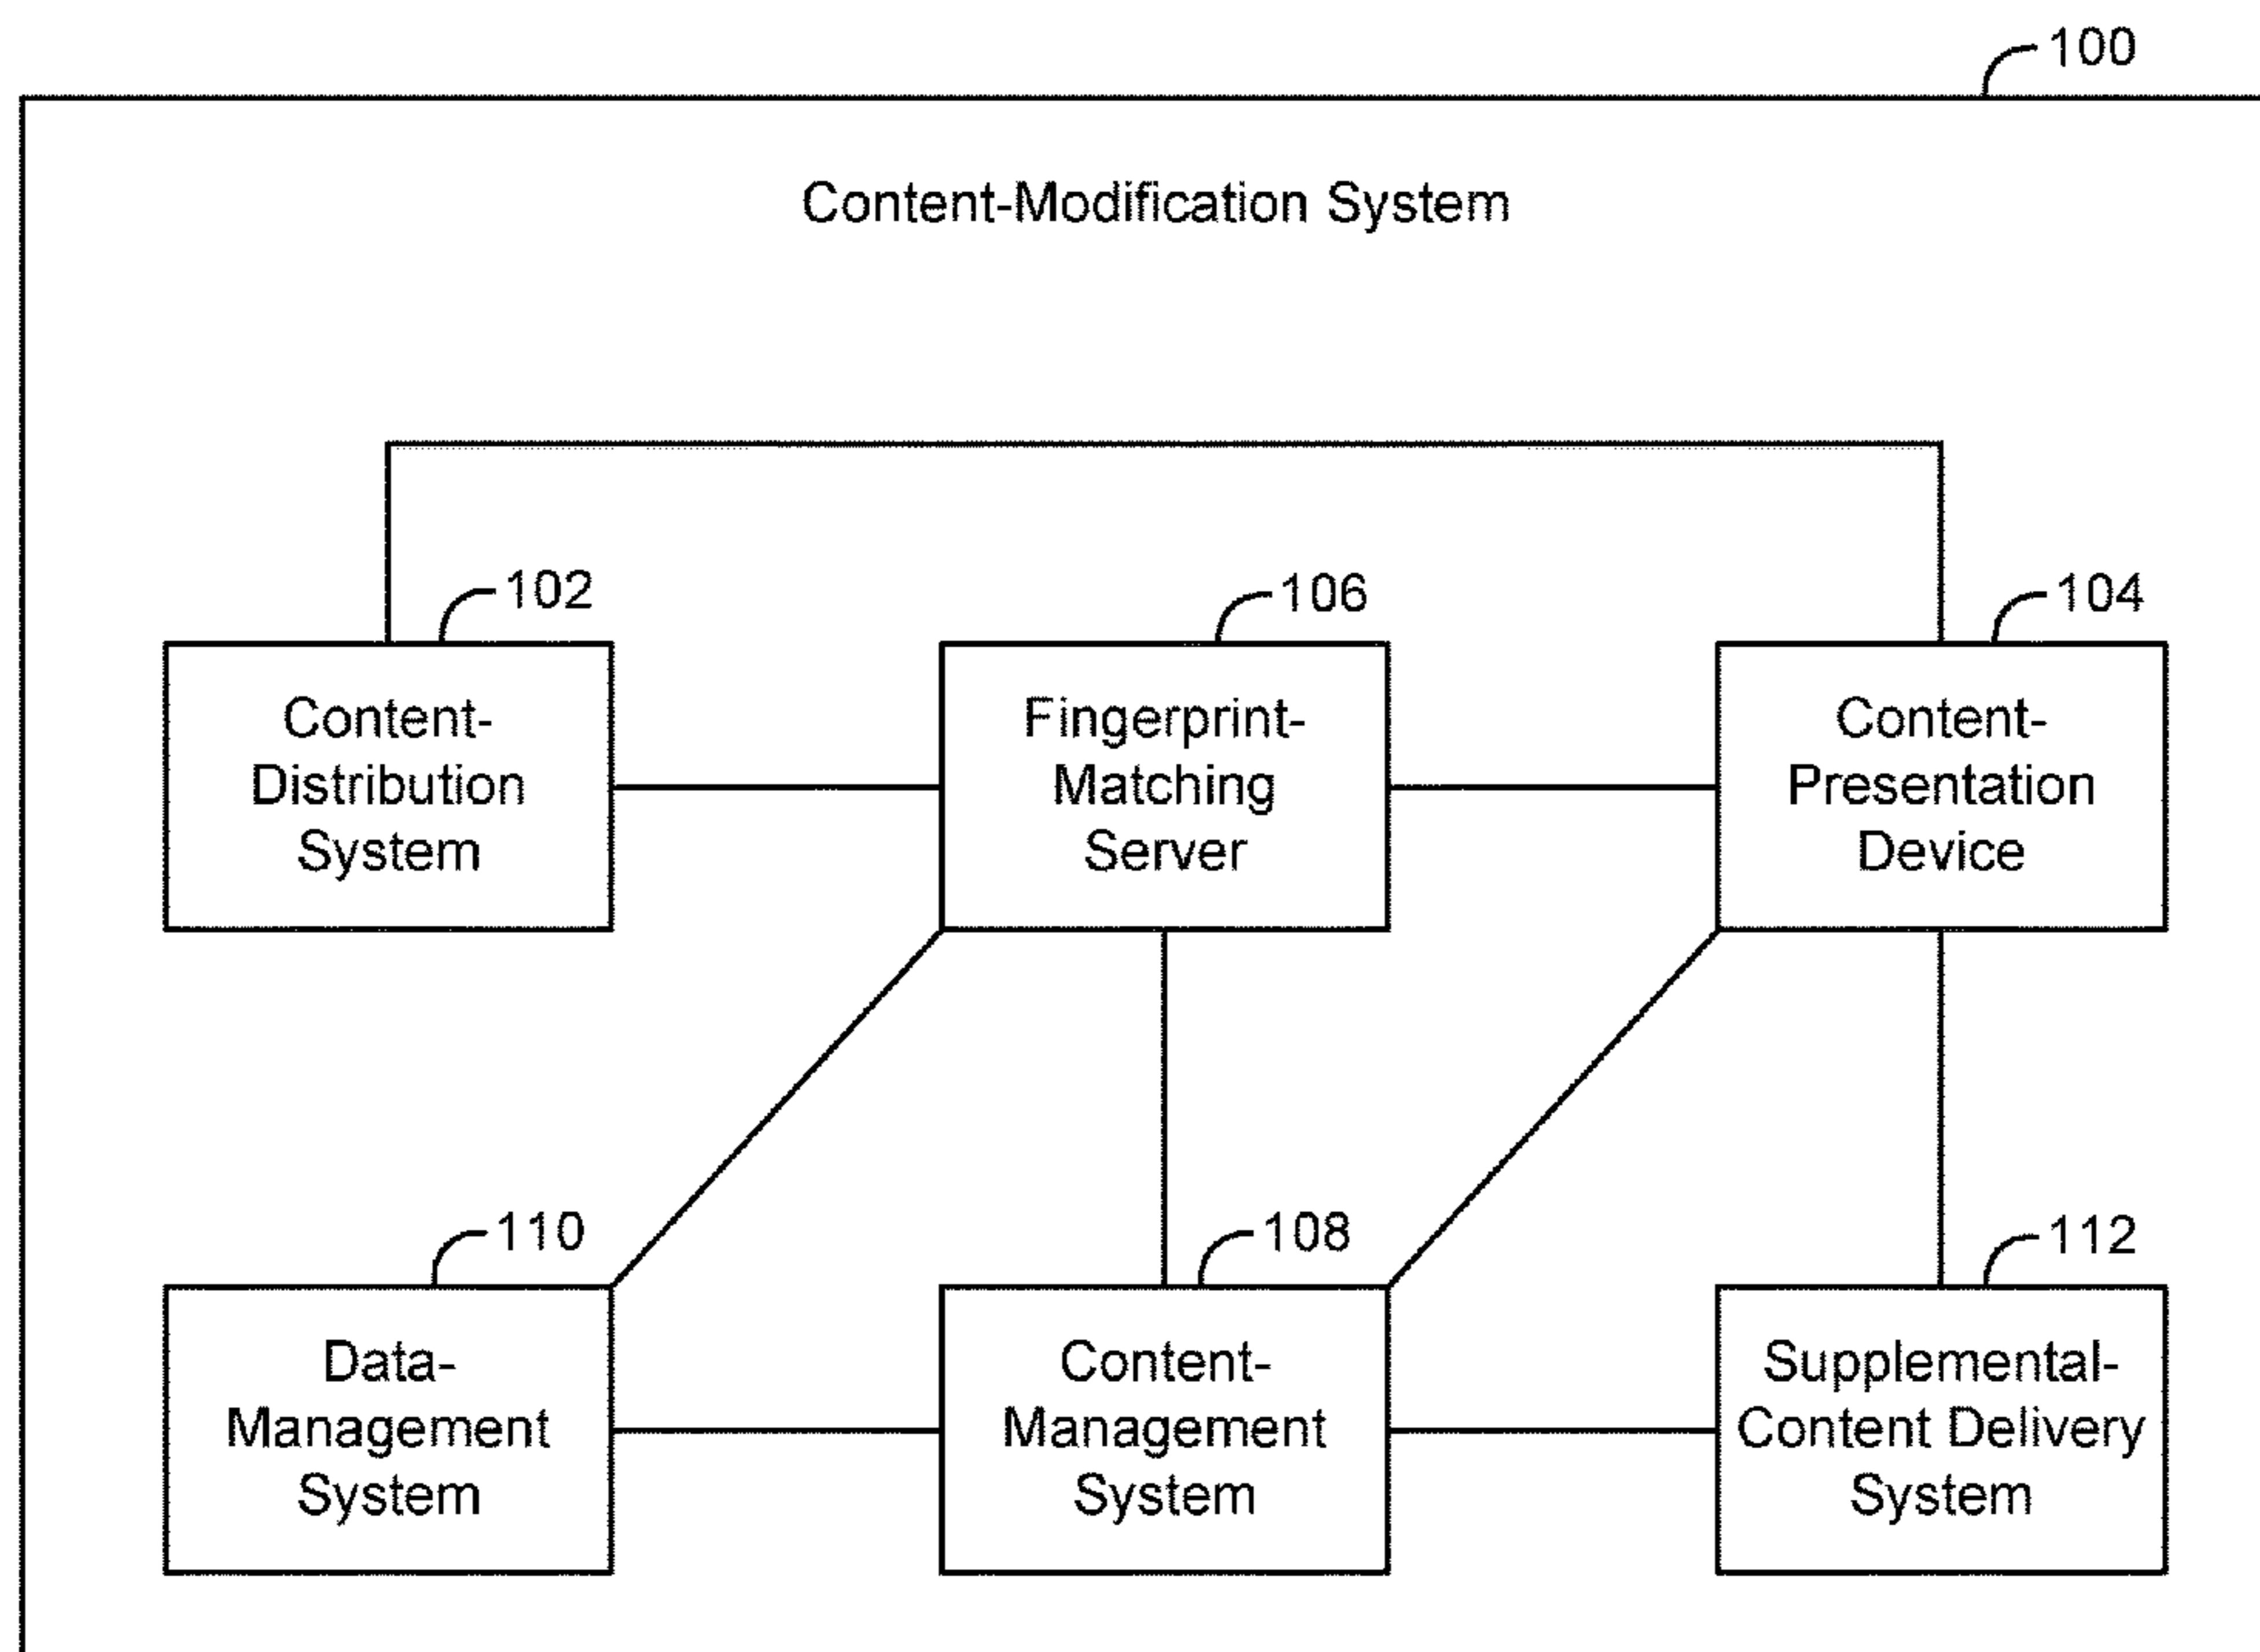 100
Content-Modification System
102
106
104
Content-
Distribution
System
Fingerprint-
Matching
Server
Content-
Presentation
Device
110
108
112
Data-
Management
System
Content-
Management
System
Supplemental-
Content Delivery
System